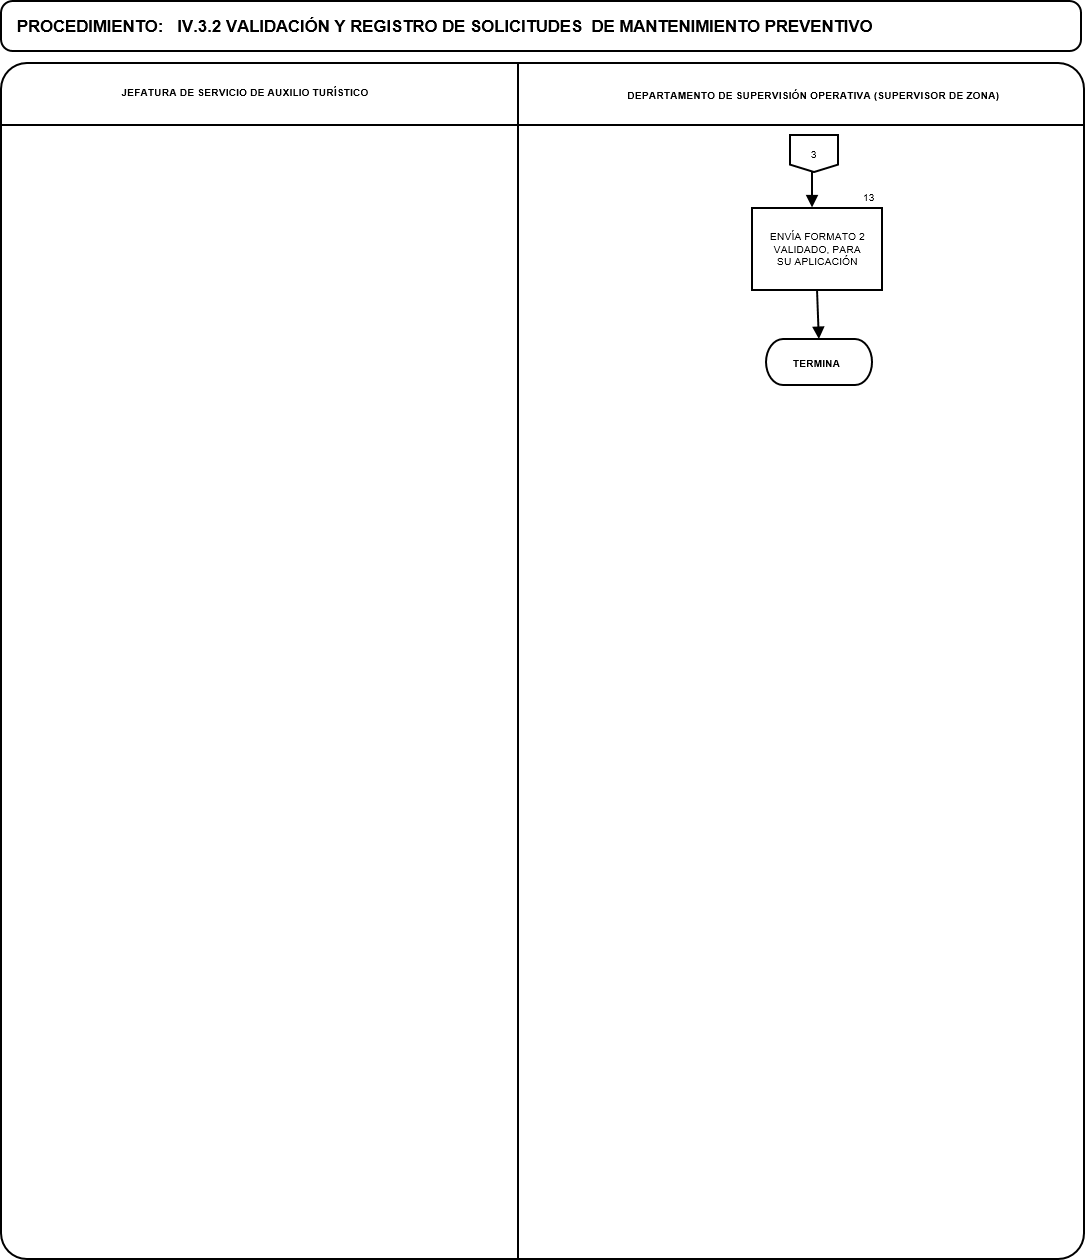 PROCEDIMIENTO:   IV.3.2 VALIDACIÓN Y REGISTRO DE SOLICITUDES  DE MANTENIMIENTO PREVENTIVO
JEFATURA DE SERVICIO DE AUXILIO TURÍSTICO
DEPARTAMENTO DE SUPERVISIÓN OPERATIVA (SUPERVISOR DE ZONA)
3
13
ENVÍA FORMATO 2
VALIDADO, PARA
SU APLICACIÓN
TERMINA